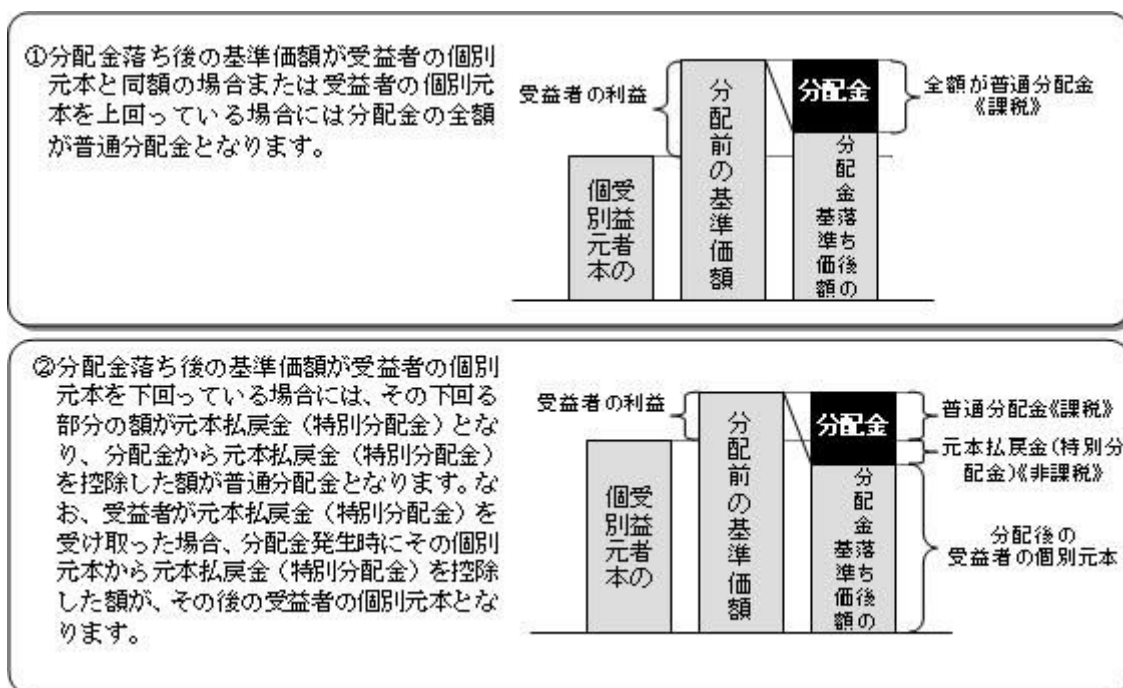 ①分配金落ち後の基準価額が受益者の個別
元本と同額の場合または受益者の個別元
本を上回っている場合には分配金の全額
が普通分配金となります。
受益者の利益
受益者の
個別元本
分配前の基準価額
分配金
分配金落ち後の
基準価額
全額が普通分配金
《課税》
②分配金落ち後の基準価額が受益者の個別
元本を下回っている場合には、その下回る
部分の額が元本払戻金（特別分配金）とな
り、分配金から元本払戻金（特別分配金）
を控除した額が普通分配金となります。な
お、受益者が元本払戻金（特別分配金）を
受け取った場合、分配金発生時にその個別
元本から元本払戻金（特別分配金）を控除
した額が、その後の受益者の個別元本とな
ります。
受益者の利益
受益者の
個別元本
分配前の基準価額
分配金
分配金落ち後の
基準価額
普通分配金《課税》
元本払戻金(特別分
配金)《非課税》
分配後の
受益者の個別元本